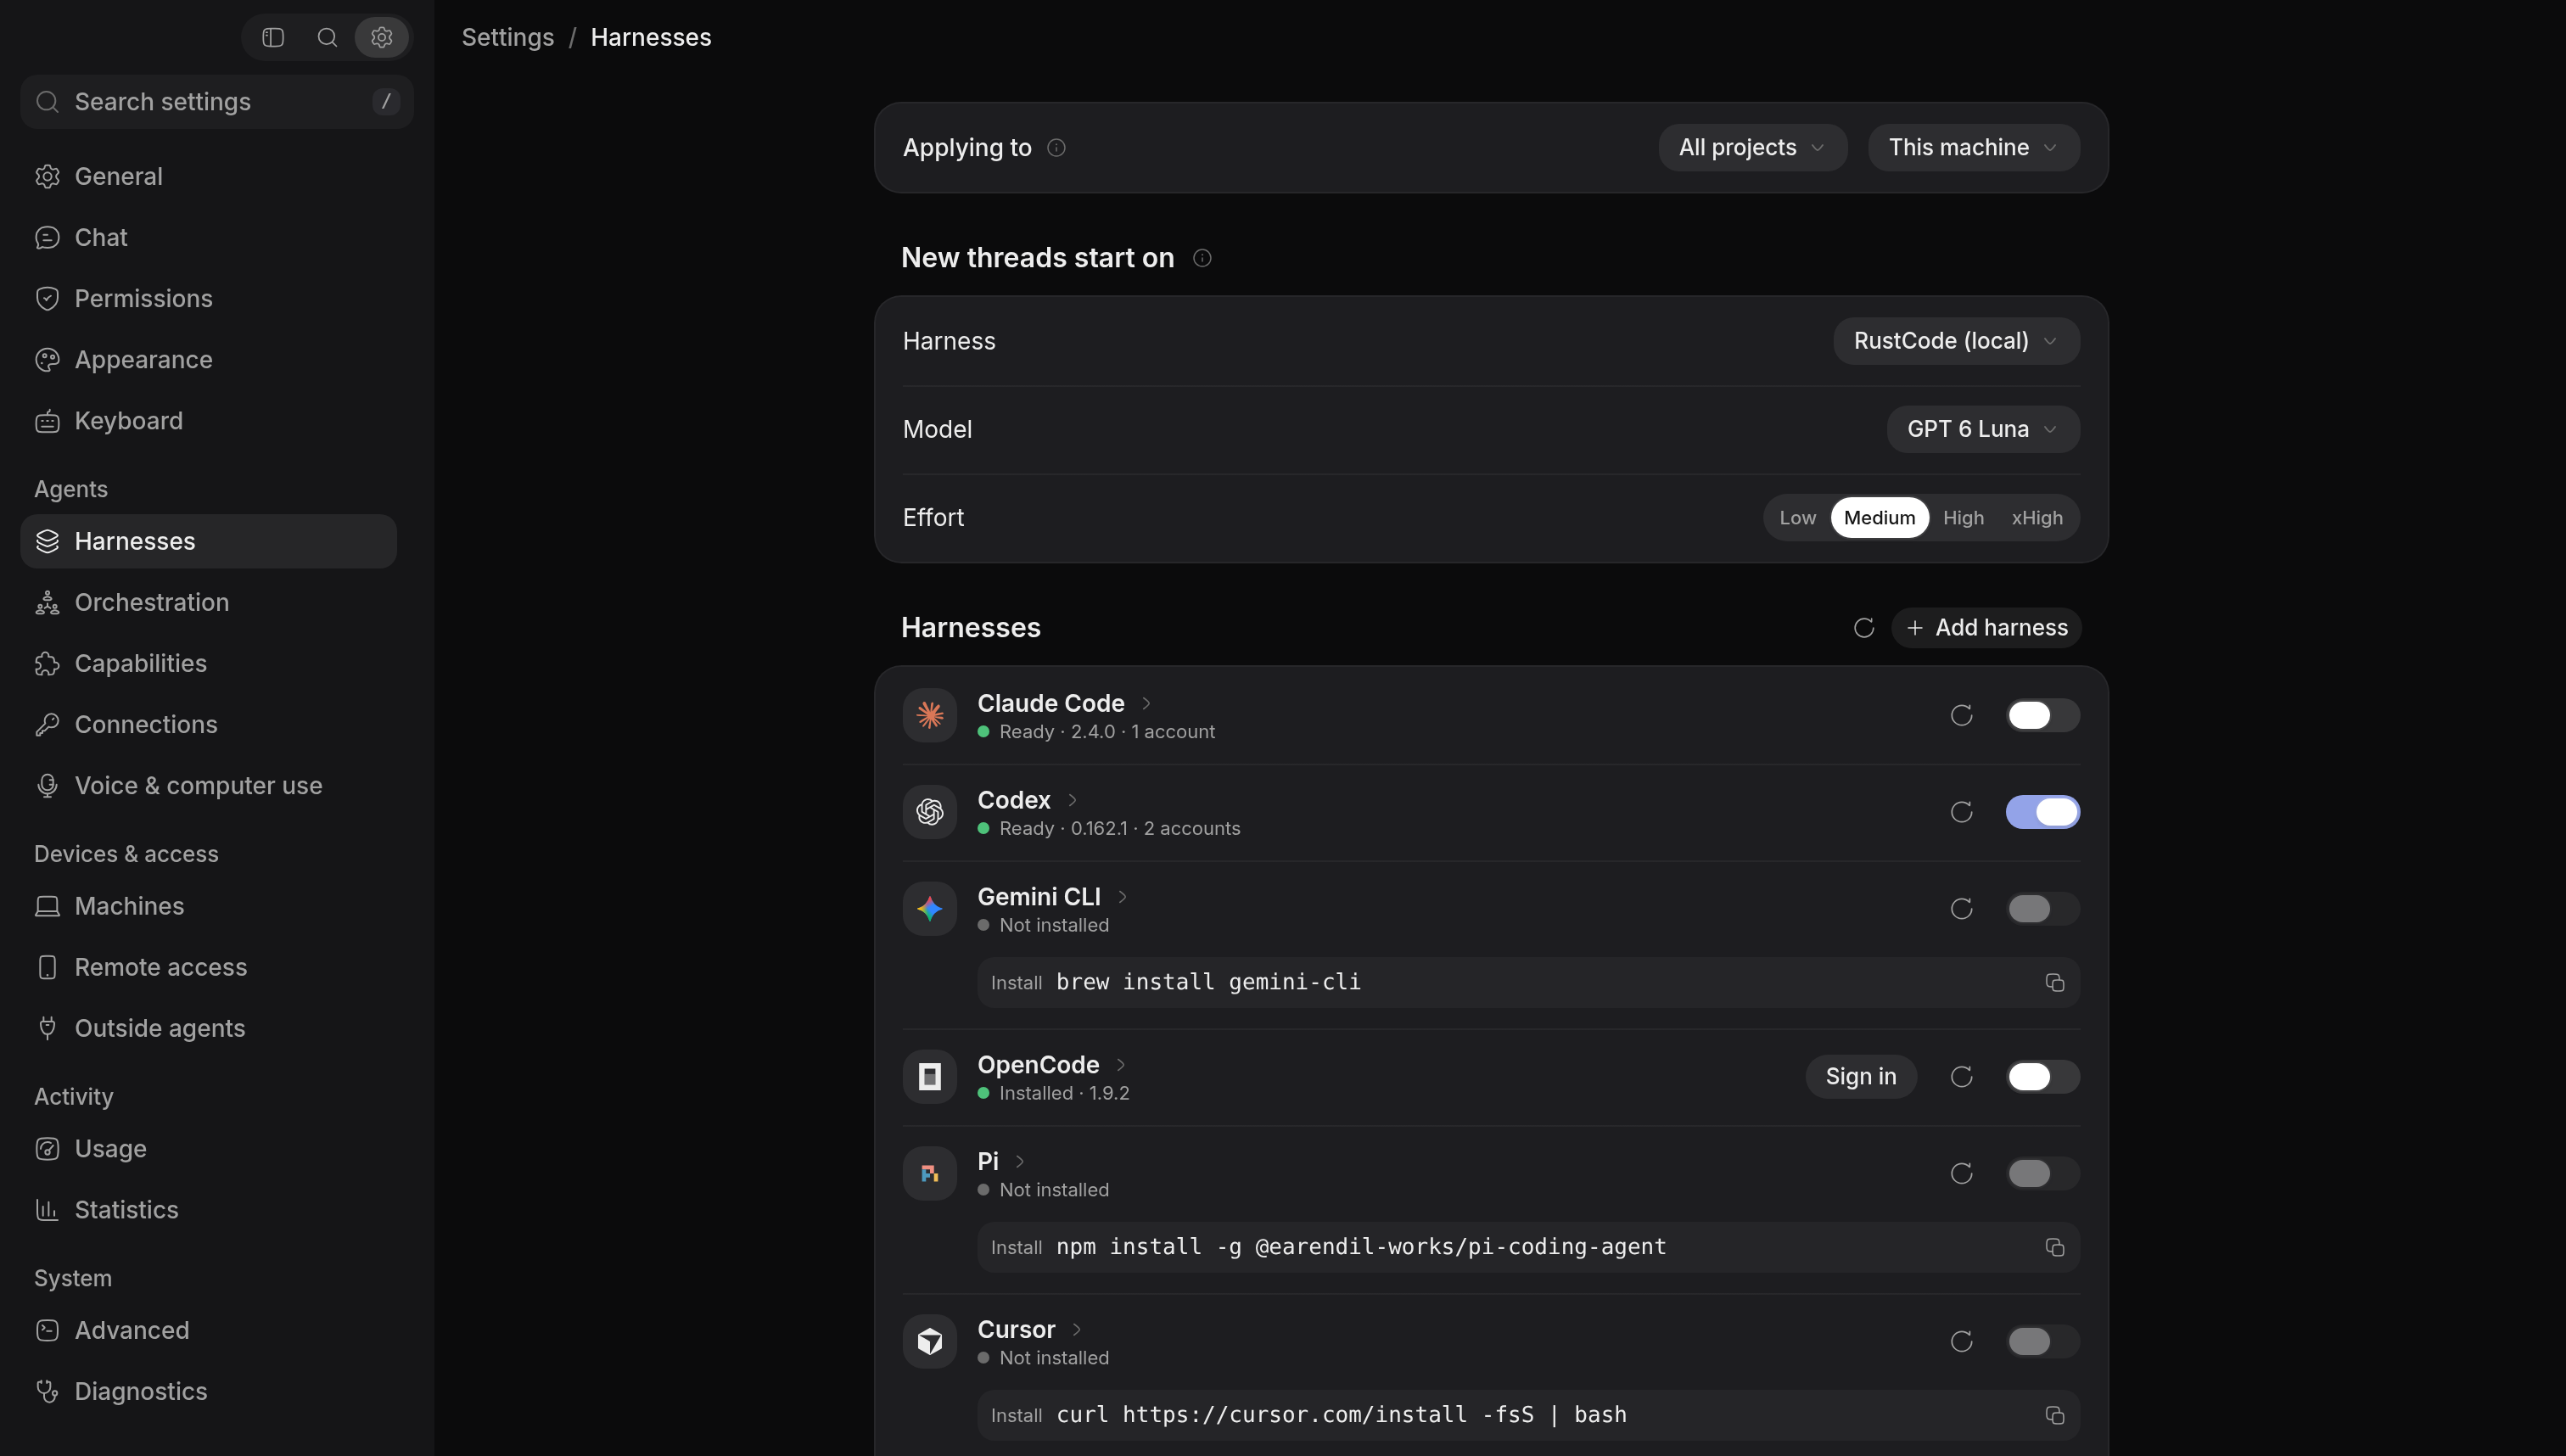 Settings / Harnesses
Search settings /
General
Chat
Permissions
Appearance
Keyboard
Agents
Harnesses
Orchestration
Capabilities
Connections
Voice & computer use
Devices & access
Machines
Remote access
Outside agents
Activity
Usage
Statistics
System
Advanced
Diagnostics
Applying to All projects This machine
New threads start on
Harness RustCode (local)
Model GPT 6 Luna
Effort Low Medium High xHigh
Harnesses + Add harness
Claude Code
Ready · 2.4.0 · 1 account
Codex
Ready · 0.162.1 · 2 accounts
Gemini CLI
Not installed
Install brew install gemini-cli
OpenCode
Installed · 1.9.2
Sign in
Pi
Not installed
Install npm install -g @earendil-works/pi-coding-agent
Cursor
Not installed
Install curl https://cursor.com/install -fsS | bash